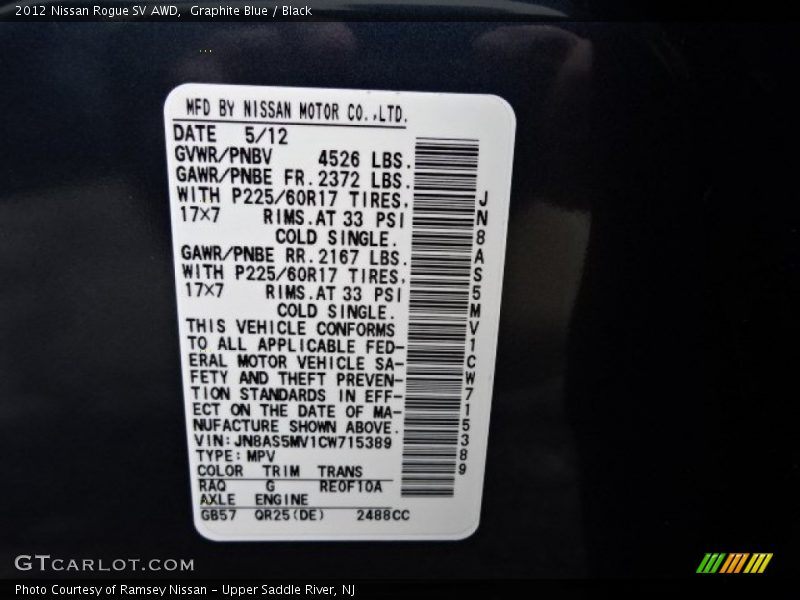 2012 Nissan Rogue SV AWD,  Graphite Blue / Black
MFD BY NISSAN MOTOR CO.,LTD.
DATE 5/12
GVWR/PNBV 4526 LBS.
GAWR/PNBE FR.2372 LBS.
WITH P225/60R17 TIRES,
17×7 RIMS.AT 33 PSI
COLD SINGLE.
GAWR/PNBE RR.2167 LBS.
WITH P225/60R17 TIRES,
17×7 RIMS.AT 33 PSI
COLD SINGLE.
THIS VEHICLE CONFORMS
TO ALL APPLICABLE FED-
ERAL MOTOR VEHICLE SA-
FETY AND THEFT PREVEN-
TION STANDARDS IN EFF-
ECT ON THE DATE OF MA-
NUFACTURE SHOWN ABOVE.
VIN:JN8AS5MV1CW715389
TYPE:MPV
COLOR TRIM TRANS
RAQ G RE0F10A
AXLE ENGINE
GB57 QR25(DE) 2488CC
JN8AS5MV1CW715389
GTCARLOT.COM
Photo Courtesy of Ramsey Nissan - Upper Saddle River, NJ